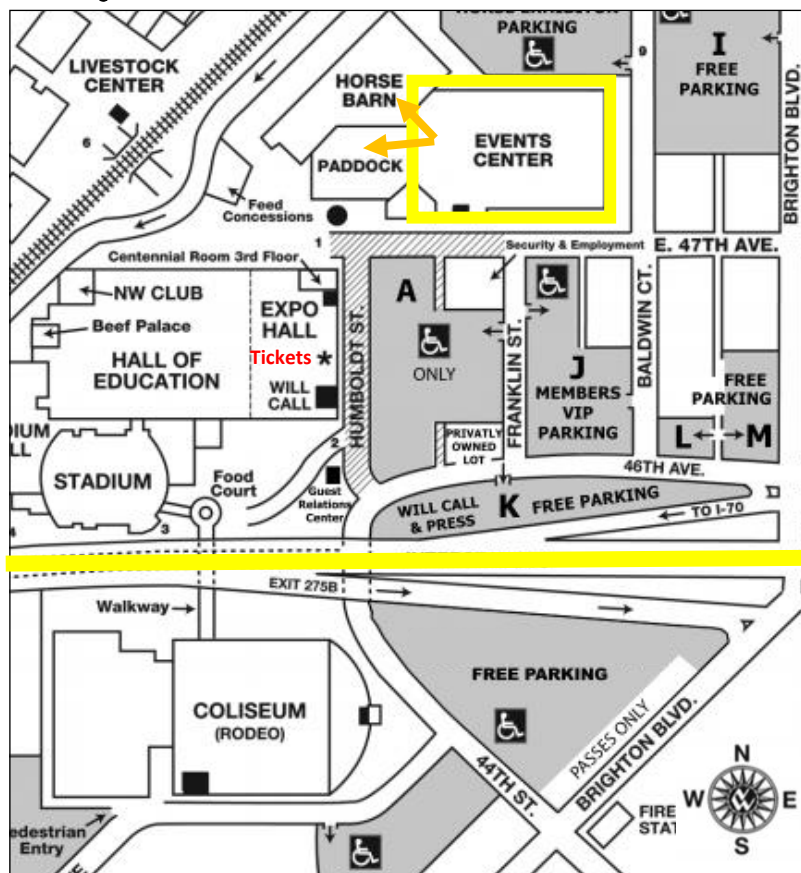 PARKING
9
I
FREE
PARKING
BRIGHTON BLVD.
LIVESTOCK
CENTER
6
HORSE
BARN
EVENTS
CENTER
PADDOCK
Feed
Concessions
1
Security & Employment
E. 47TH AVE.
Centennial Room 3rd Floor
NW CLUB
Beef Palace
EXPO
HALL
Tickets *
HALL OF
EDUCATION
WILL
CALL
HUMBOLDT ST.
A
ONLY
FRANKLIN ST.
J
MEMBERS
VIP
PARKING
BALDWIN CT.
FREE
PARKING
L
M
PRIVATLY
OWNED
LOT
46TH AVE.
2
STADIUM
Food
Court
Guest
Relations
Center
WILL CALL
& PRESS
K
FREE PARKING
TO I-70
3
4
EXIT 275B
Walkway
COLISEUM
(RODEO)
FREE PARKING
PASSES ONLY
BRIGHTON BLVD.
44TH ST.
Entry
FIRE
N
W
E
S